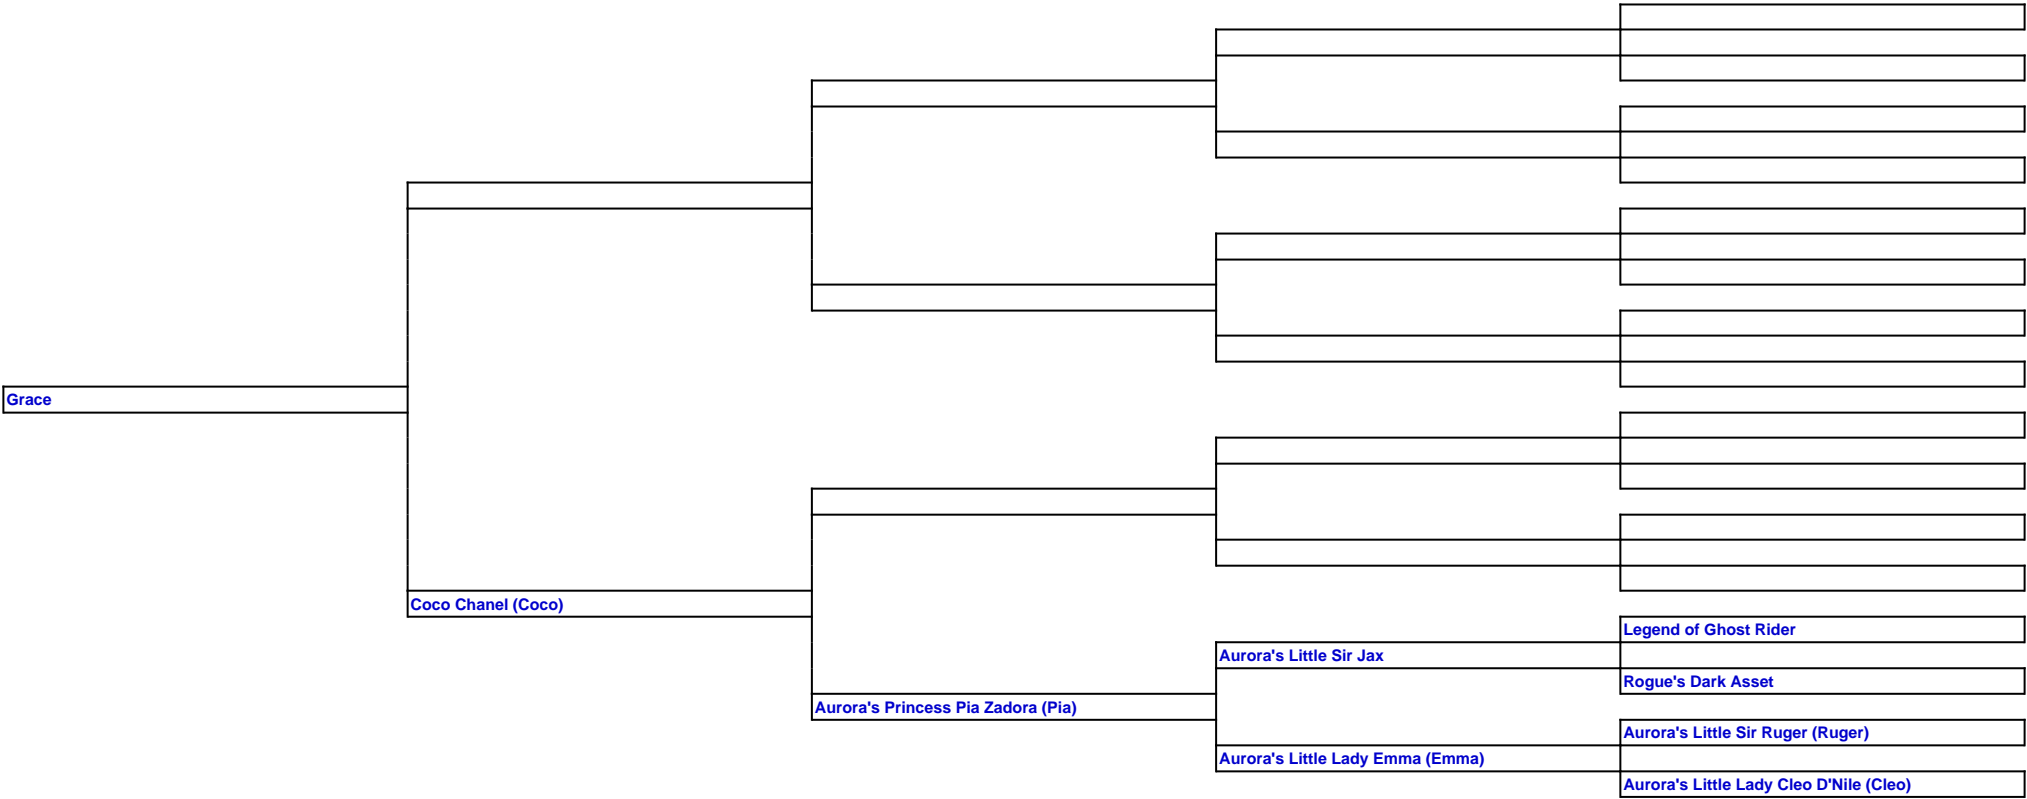 Grace
Coco Chanel (Coco)
Legend of Ghost Rider
Aurora's Little Sir Jax
Rogue's Dark Asset
Aurora's Princess Pia Zadora (Pia)
Aurora's Little Sir Ruger (Ruger)
Aurora's Little Lady Emma (Emma)
Aurora's Little Lady Cleo D'Nile (Cleo)